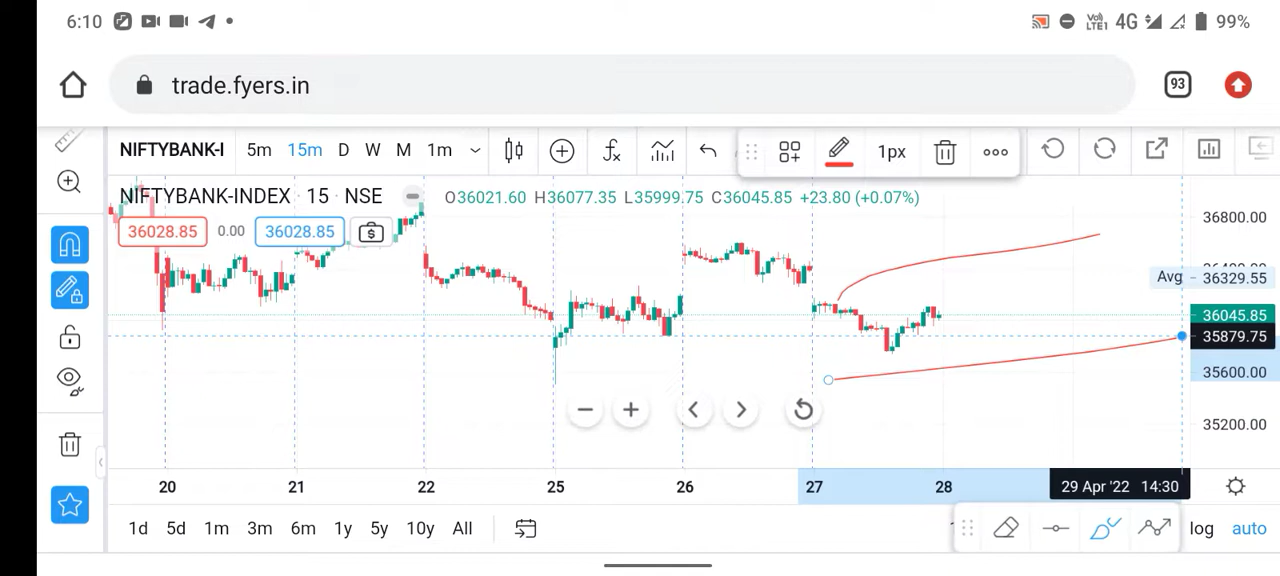 6:10
Vo) LTE1 4G 99%
trade.fyers.in
93
NIFTYBANK-I 5m 15m D W M 1m 1px
NIFTYBANK-INDEX · 15 · NSE O36021.60 H36077.35 L35999.75 C36045.85 +23.80 (+0.07%)
36028.85 0.00 36028.85
36800.00
Avg 36329.55
36045.85
35879.75
35600.00
35200.00
20 21 22 25 26 27 28 29 Apr '22 14:30
1d 5d 1m 3m 6m 1y 5y 10y All log auto